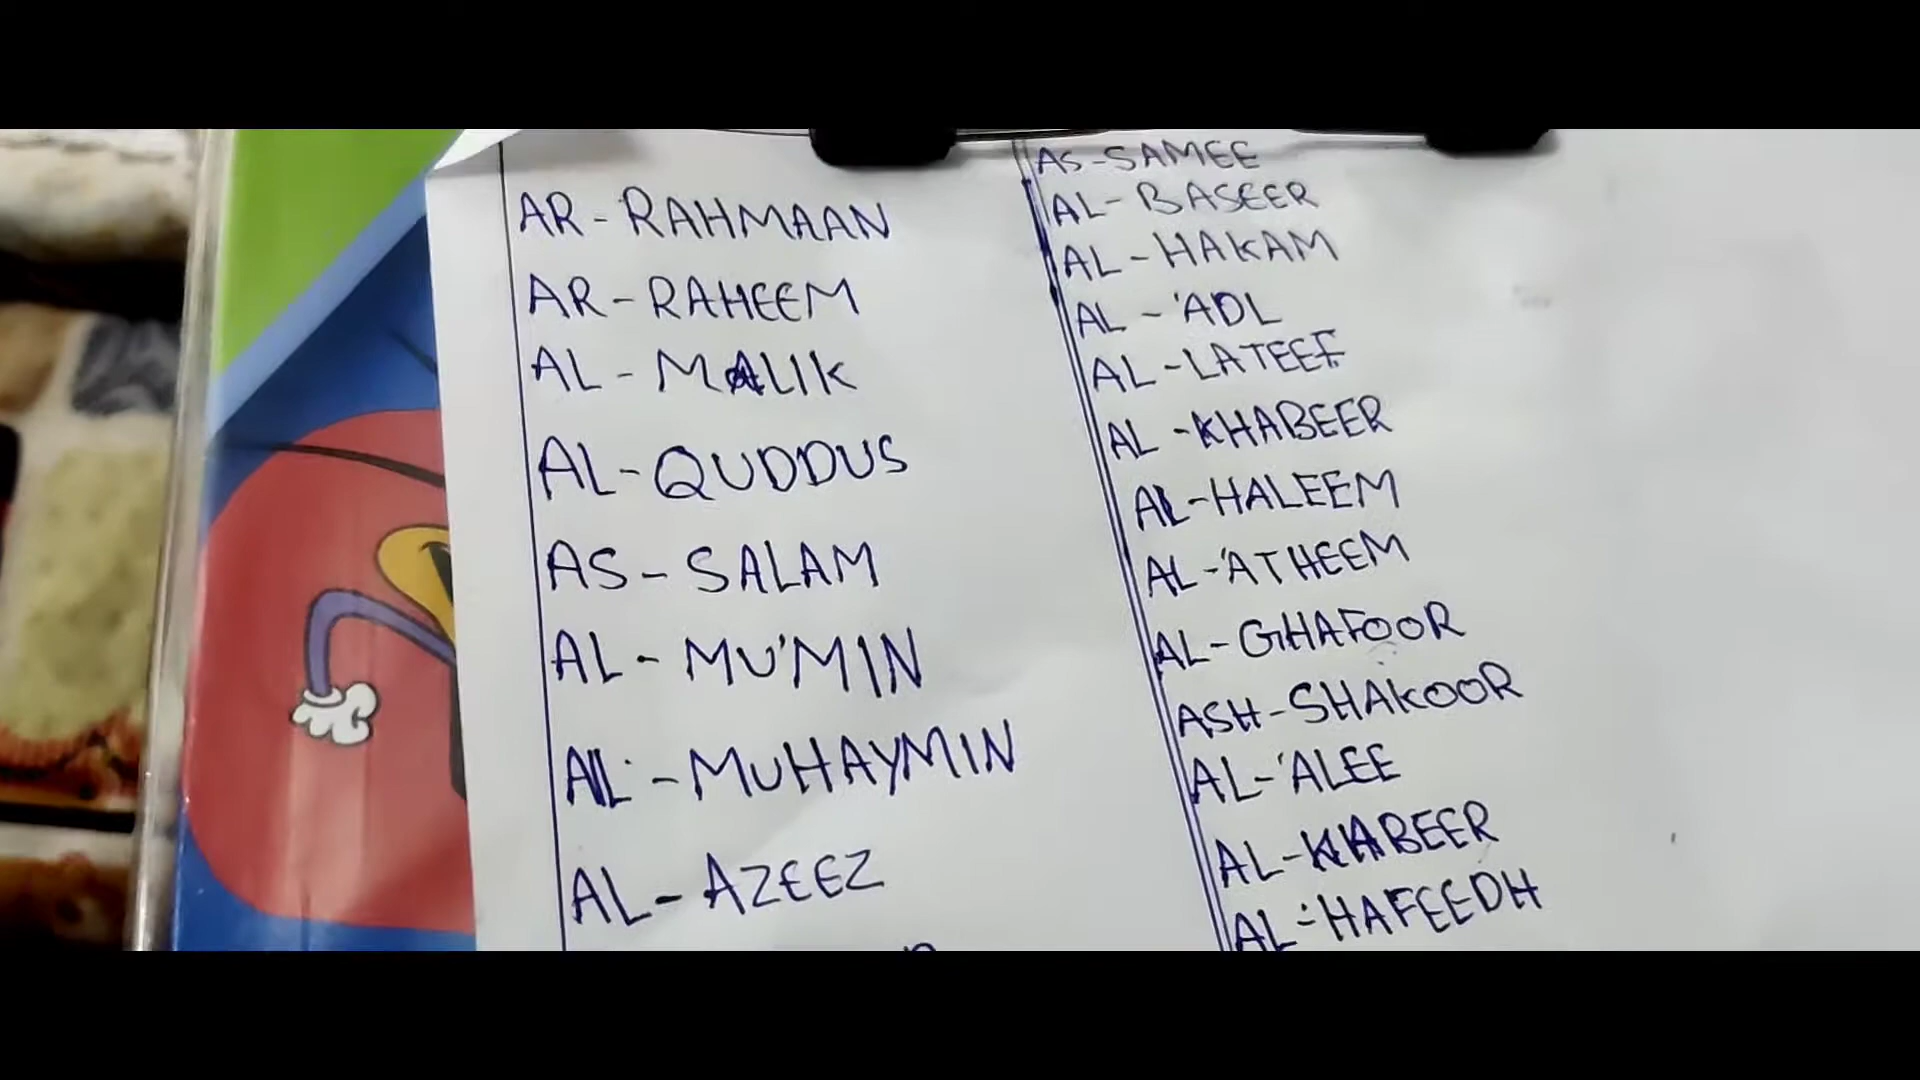 AR-RAHMAAN
AR-RAHEEM
AL-MALIK
AL-QUDDUS
AS-SALAM
AL-MU'MIN
AL-MUHAYMIN
AL-AZEEZ
AS-SAMEE
AL-BASEER
AL-HAKAM
AL-'ADL
AL-LATEEF
AL-KHABEER
AL-HALEEM
AL-'ATHEEM
AL-GHAFOOR
ASH-SHAKOOR
AL-'ALEE
AL-KABEER
AL-HAFEEDH